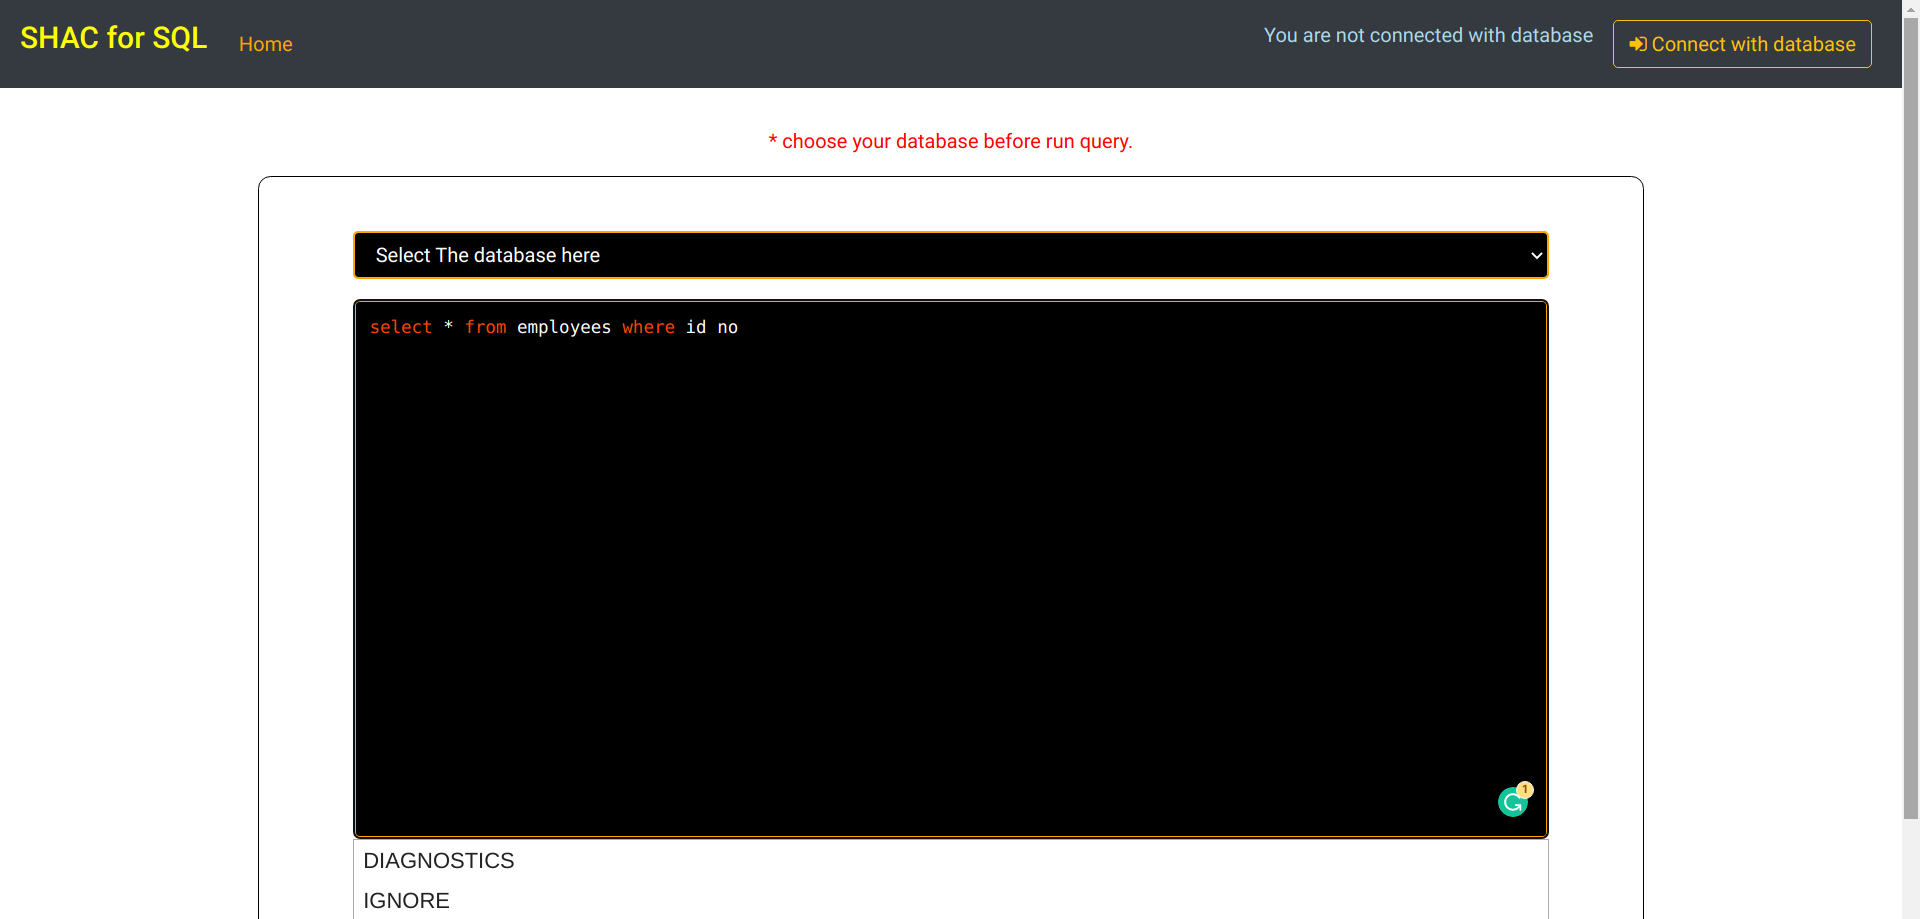 SHAC for SQL
Home
You are not connected with database
Connect with database
* choose your database before run query.
Select The database here
select * from employees where id no
1
DIAGNOSTICS
IGNORE